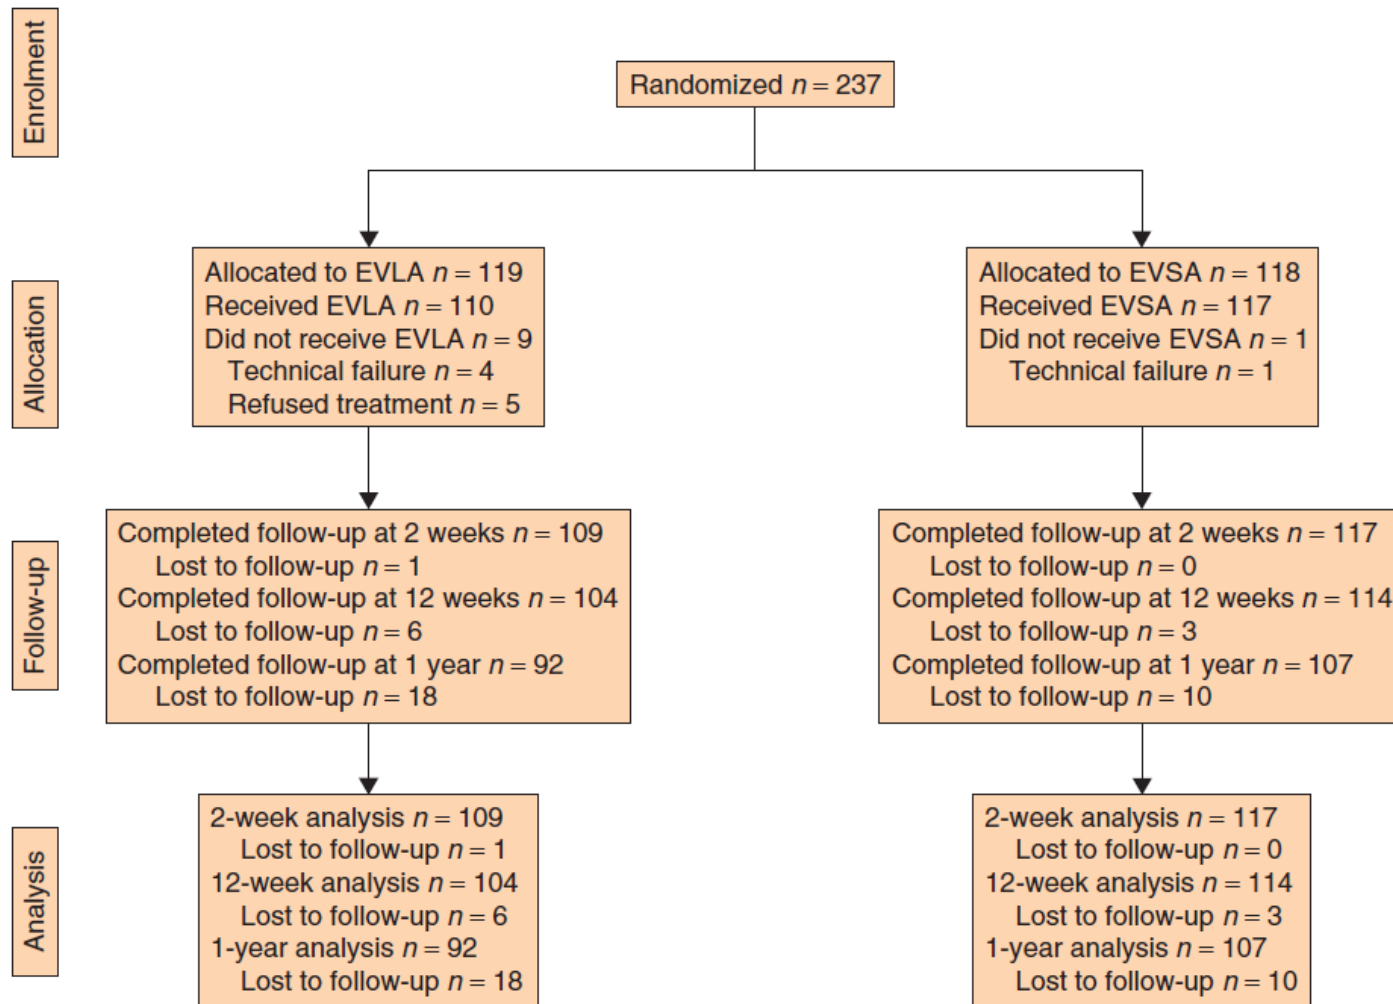 Enrolment
Randomized n = 237
Allocation
Allocated to EVLA n = 119
Received EVLA n = 110
Did not receive EVLA n = 9
Technical failure n = 4
Refused treatment n = 5
Allocated to EVSA n = 118
Received EVSA n = 117
Did not receive EVSA n = 1
Technical failure n = 1
Follow-up
Completed follow-up at 2 weeks n = 109
Lost to follow-up n = 1
Completed follow-up at 12 weeks n = 104
Lost to follow-up n = 6
Completed follow-up at 1 year n = 92
Lost to follow-up n = 18
Completed follow-up at 2 weeks n = 117
Lost to follow-up n = 0
Completed follow-up at 12 weeks n = 114
Lost to follow-up n = 3
Completed follow-up at 1 year n = 107
Lost to follow-up n = 10
Analysis
2-week analysis n = 109
Lost to follow-up n = 1
12-week analysis n = 104
Lost to follow-up n = 6
1-year analysis n = 92
Lost to follow-up n = 18
2-week analysis n = 117
Lost to follow-up n = 0
12-week analysis n = 114
Lost to follow-up n = 3
1-year analysis n = 107
Lost to follow-up n = 10